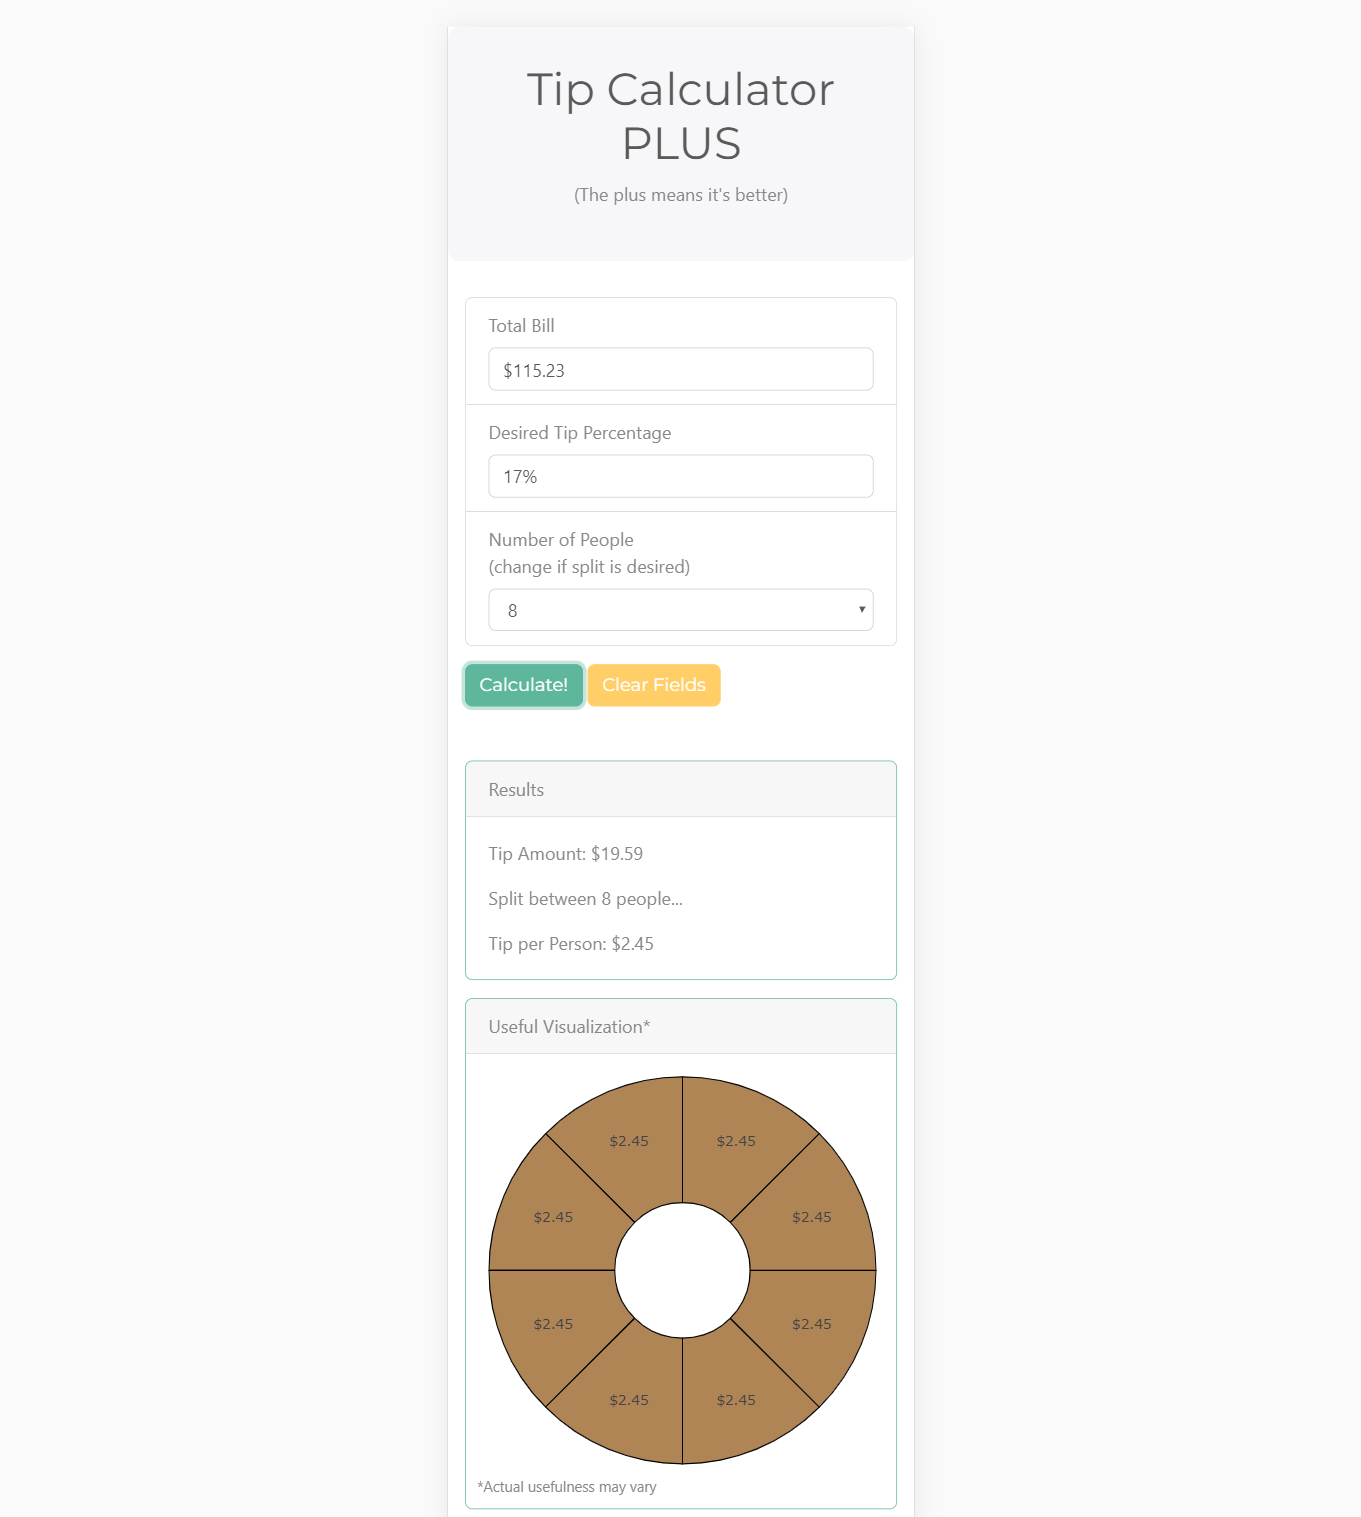 Tip Calculator
PLUS
(The plus means it's better)
Total Bill
$115.23
Desired Tip Percentage
17%
Number of People
(change if split is desired)
8
Calculate! Clear Fields
Results
Tip Amount: $19.59
Split between 8 people...
Tip per Person: $2.45
Useful Visualization*
$2.45 $2.45
$2.45 $2.45
$2.45 $2.45
$2.45 $2.45
*Actual usefulness may vary